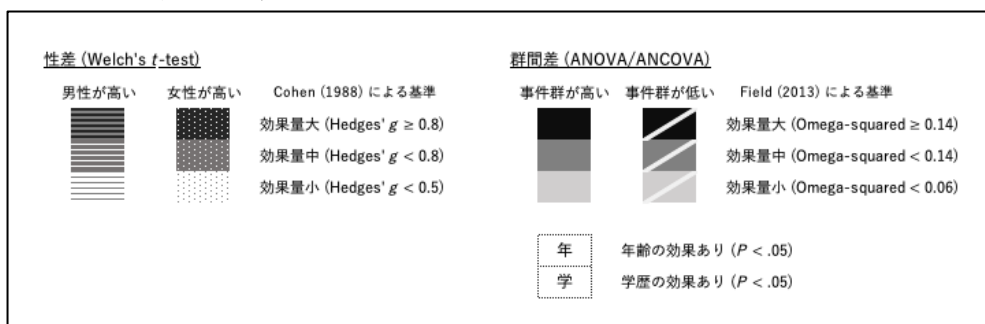 性差 (Welch's t-test)
男性が高い 女性が高い Cohen (1988) による基準
効果量大 (Hedges' g ≥ 0.8)
効果量中 (Hedges' g < 0.8)
効果量小 (Hedges' g < 0.5)
群間差 (ANOVA/ANCOVA)
事件群が高い 事件群が低い Field (2013) による基準
効果量大 (Omega-squared ≥ 0.14)
効果量中 (Omega-squared < 0.14)
効果量小 (Omega-squared < 0.06)
年 年齢の効果あり (P < .05)
学 学歴の効果あり (P < .05)